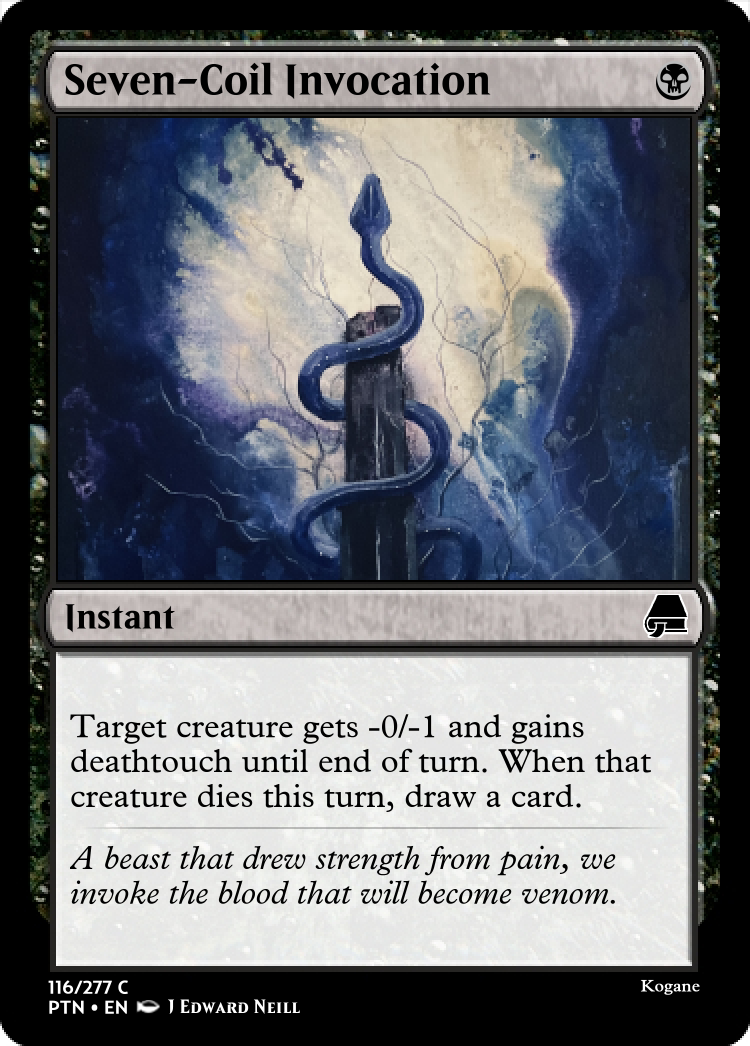 Seven-Coil Invocation
Instant
Target creature gets -0/-1 and gains
deathtouch until end of turn. When that
creature dies this turn, draw a card.
A beast that drew strength from pain, we
invoke the blood that will become venom.
116/277 C
Kogane
PTN • EN J Edward Neill